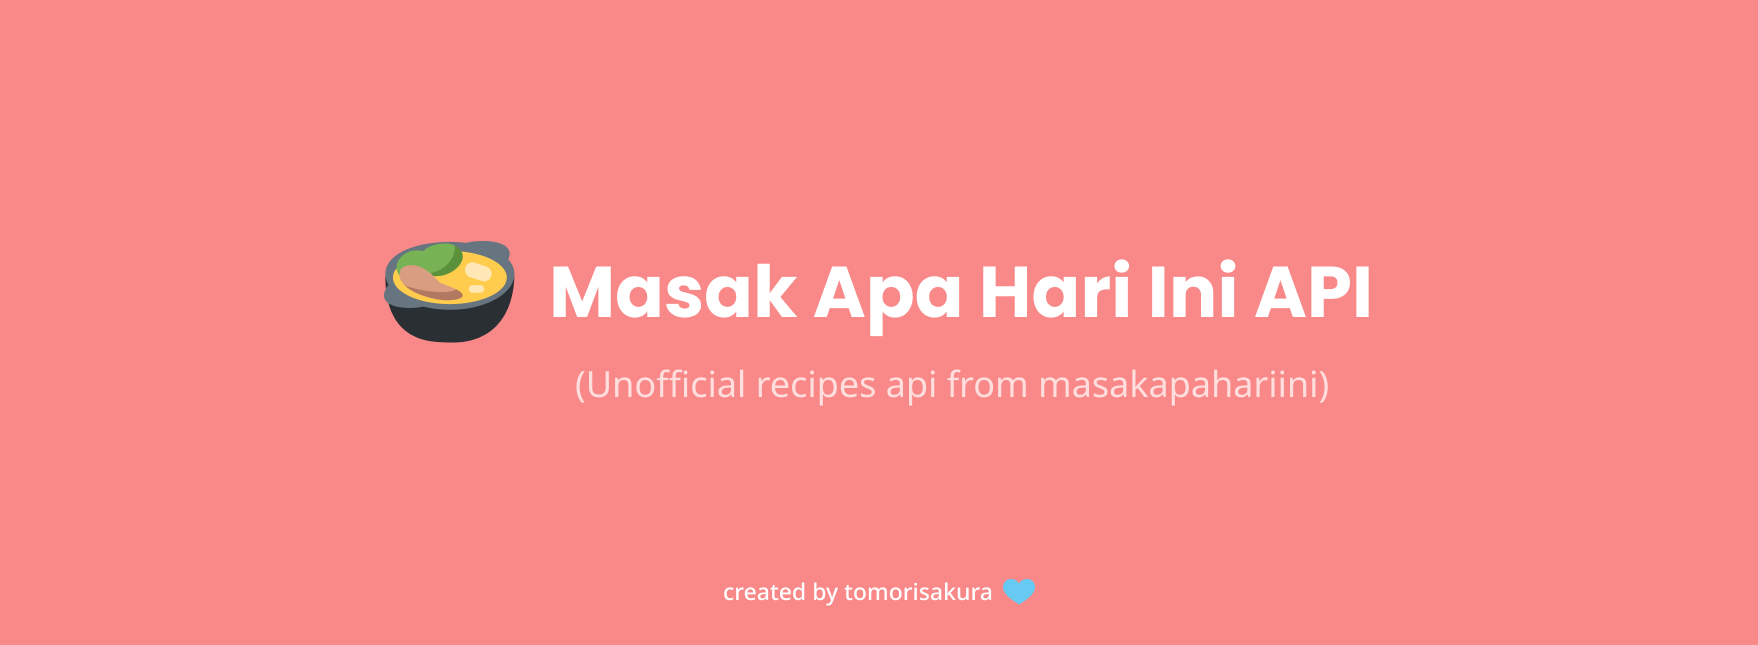 Masak Apa Hari Ini API
(Unofficial recipes api from masakapahariini)
created by tomorisakura